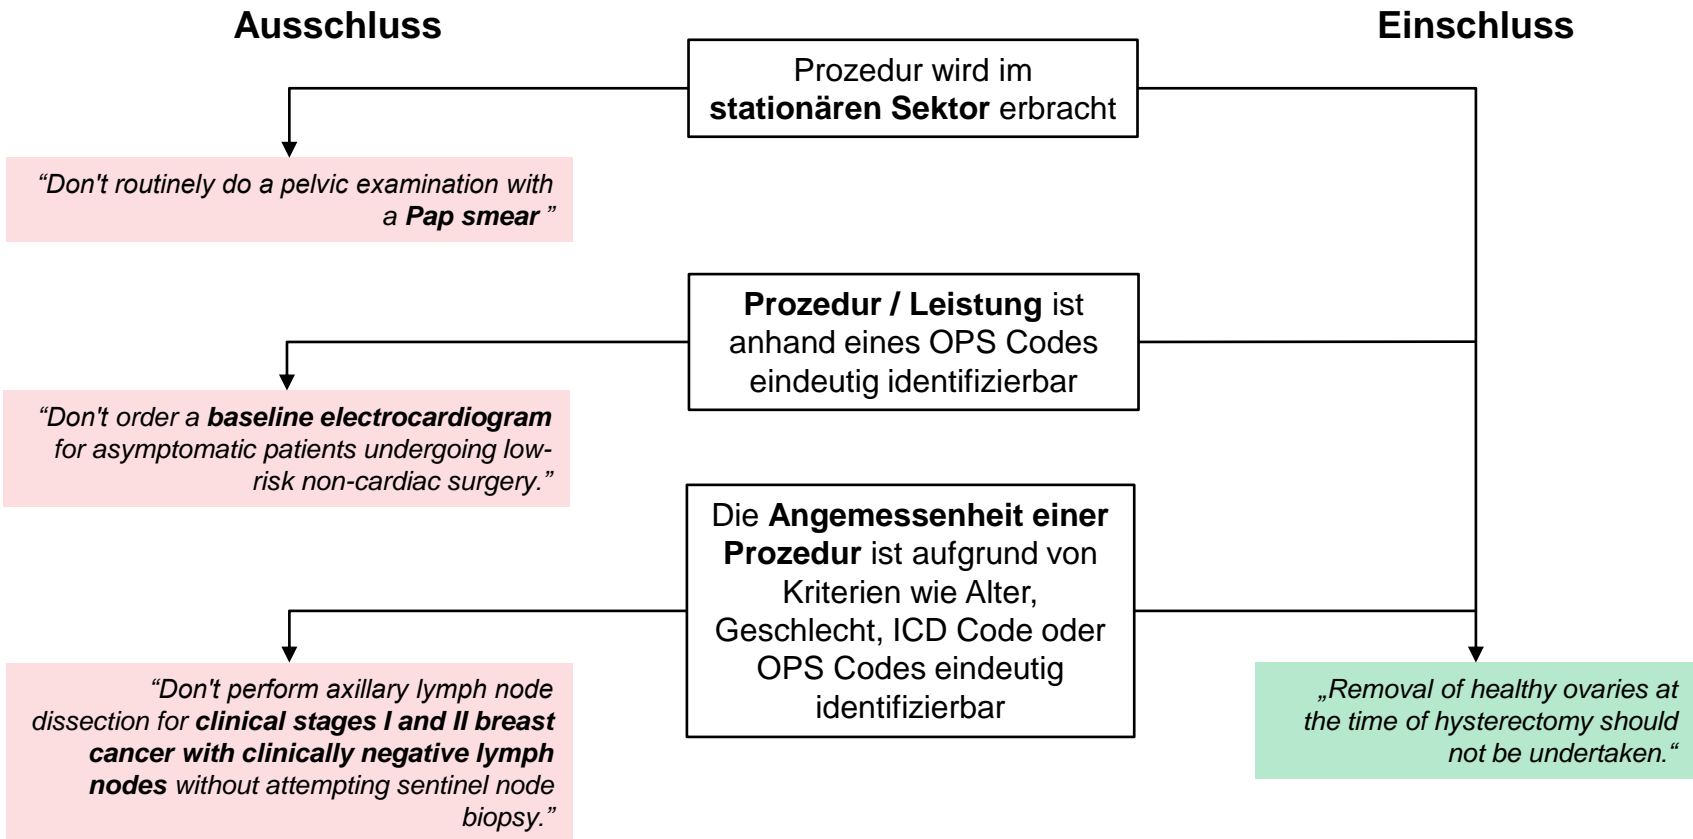 Ausschluss
Einschluss
Prozedur wird im
stationären Sektor erbracht
“Don't routinely do a pelvic examination with
a Pap smear ”
Prozedur / Leistung ist
anhand eines OPS Codes
eindeutig identifizierbar
“Don't order a baseline electrocardiogram
for asymptomatic patients undergoing low-
risk non-cardiac surgery.”
Die Angemessenheit einer
Prozedur ist aufgrund von
Kriterien wie Alter,
Geschlecht, ICD Code oder
OPS Codes eindeutig
identifizierbar
“Don't perform axillary lymph node
dissection for clinical stages I and II breast
cancer with clinically negative lymph
nodes without attempting sentinel node
biopsy.”
„Removal of healthy ovaries at
the time of hysterectomy should
not be undertaken.“